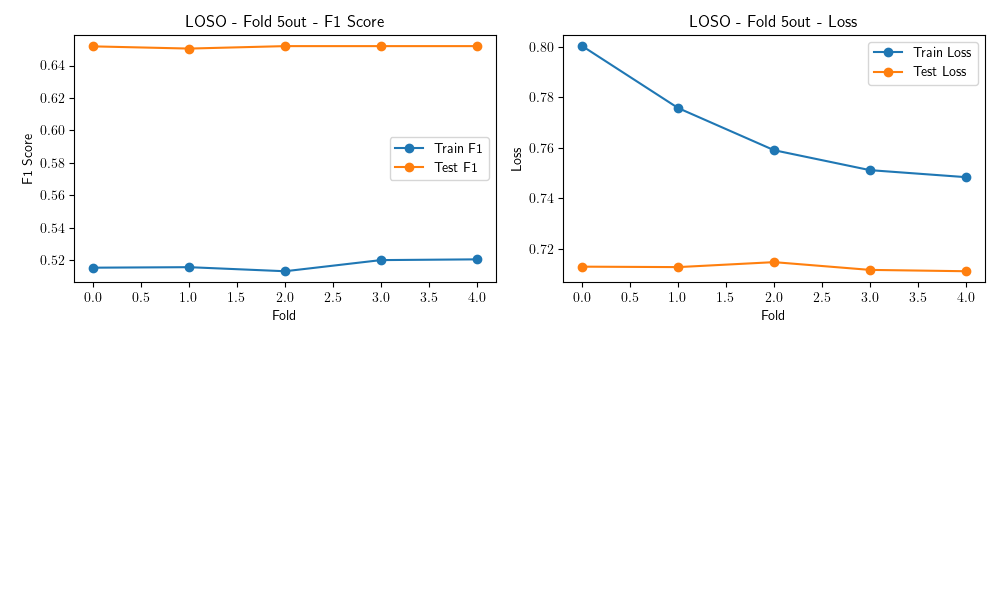 LOSO - Fold 5out - F1 Score
F1 Score
0.64
0.62
0.60
0.58
0.56
0.54
0.52
Train F1
Test F1
0.0 0.5 1.0 1.5 2.0 2.5 3.0 3.5 4.0
Fold
LOSO - Fold 5out - Loss
Loss
0.80
0.78
0.76
0.74
0.72
Train Loss
Test Loss
0.0 0.5 1.0 1.5 2.0 2.5 3.0 3.5 4.0
Fold